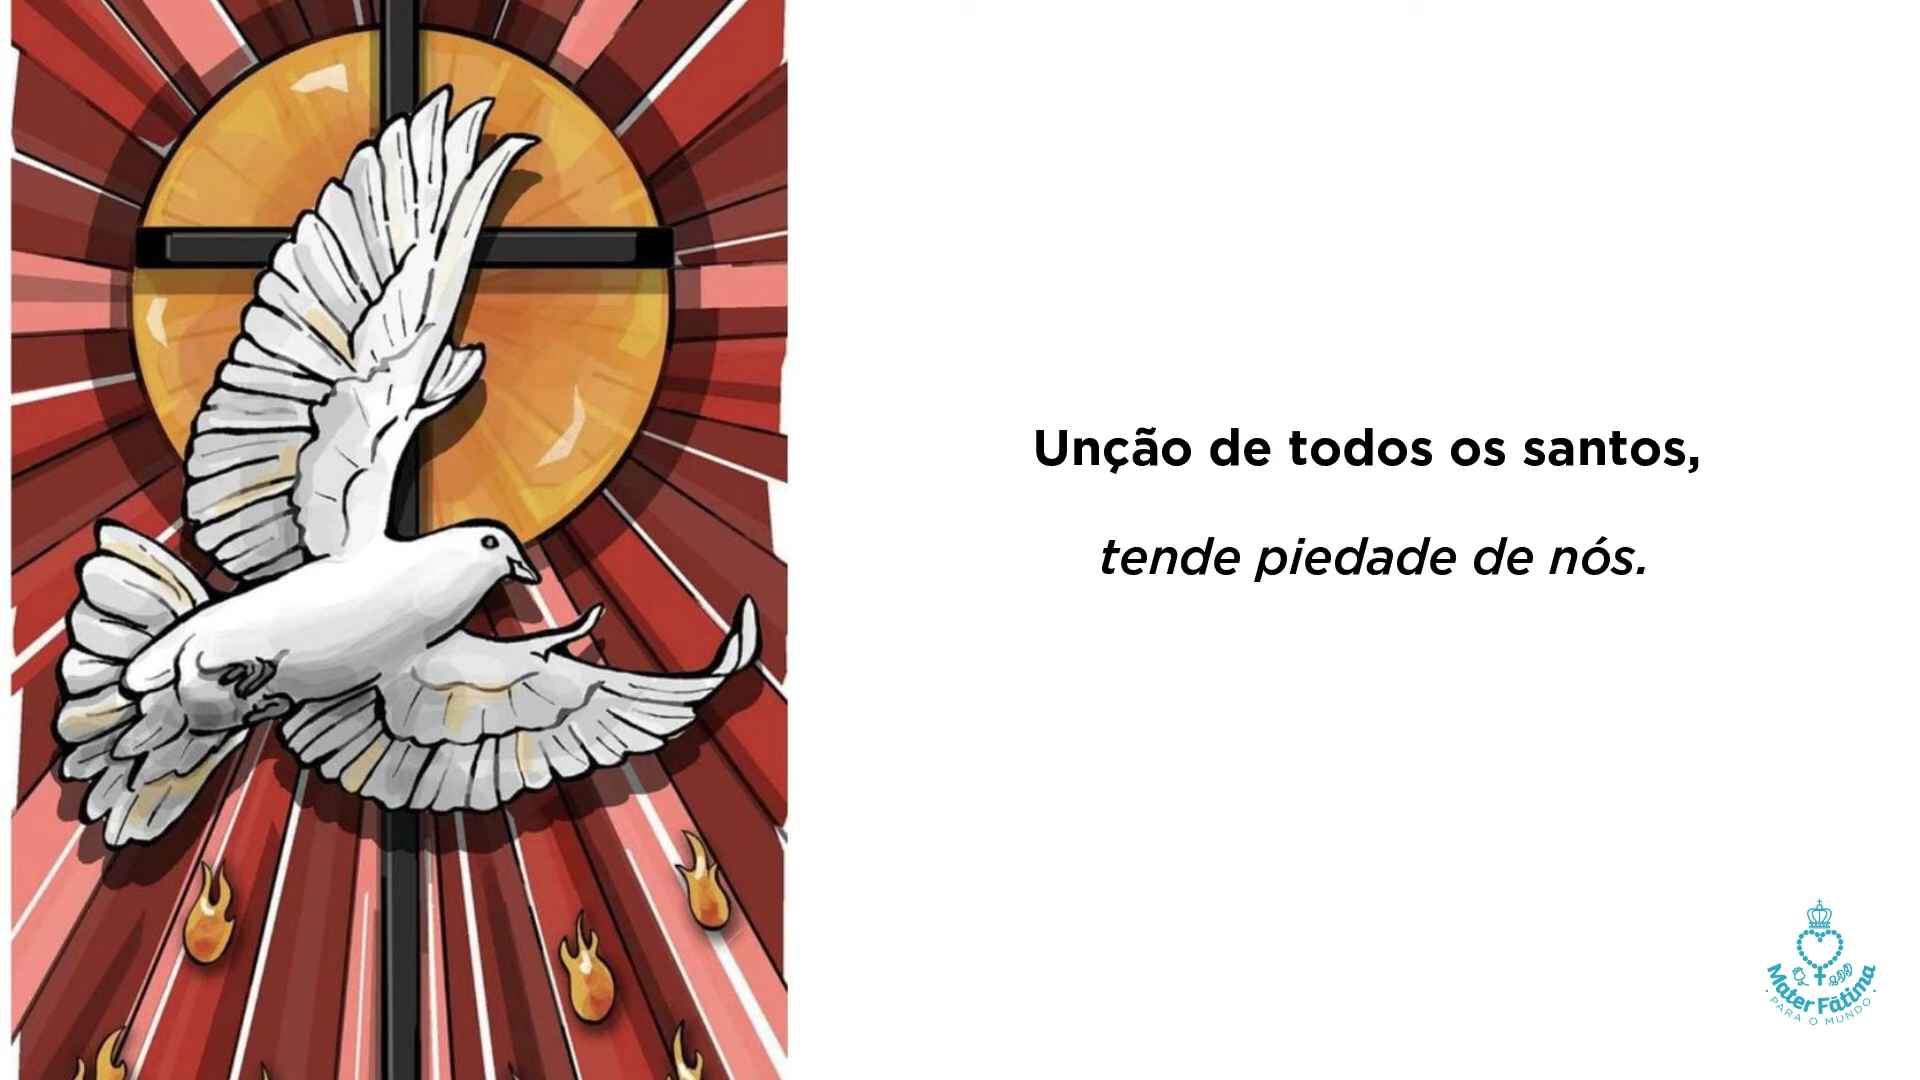 Unção de todos os santos,
tende piedade de nós.
Mater Fátima
PARA O MUNDO